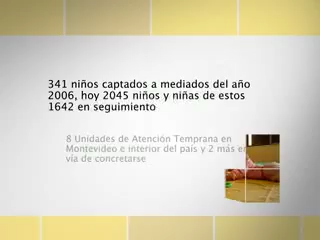 341 niños captados a mediados del año
2006, hoy 2045 niños y niñas de estos
1642 en seguimiento
8 Unidades de Atención Temprana en
Montevideo e interior del país y 2 más en
vía de concretarse